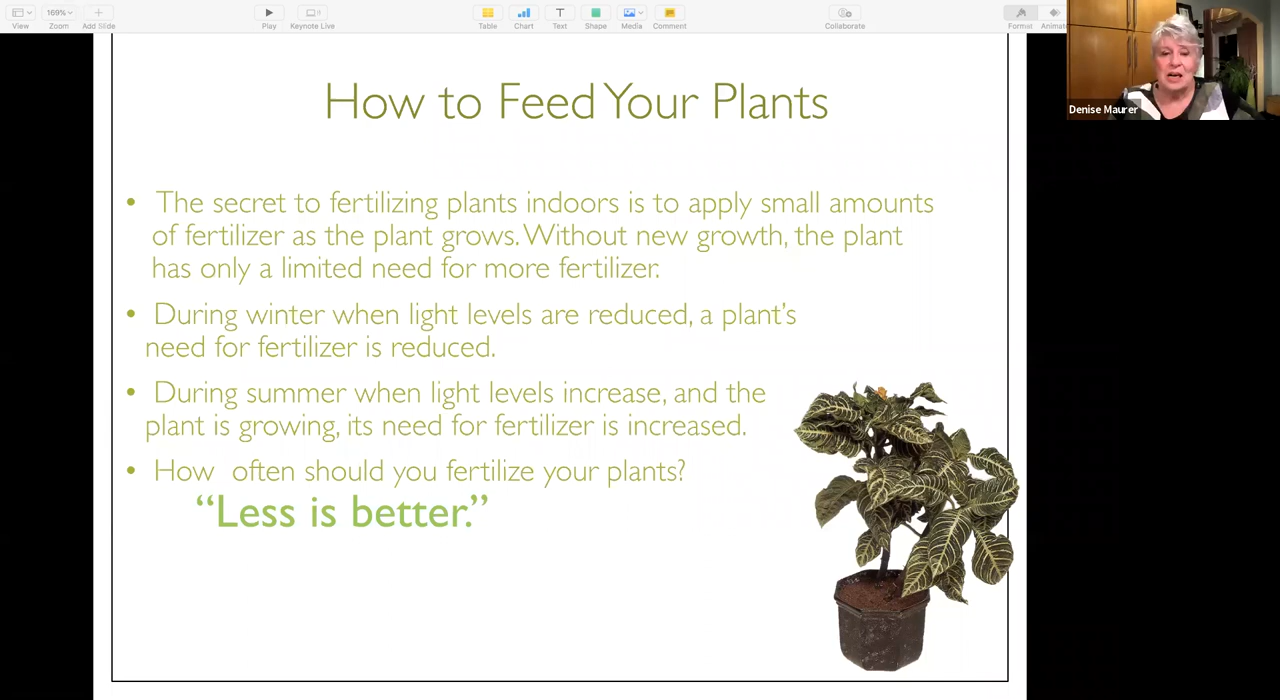 View
169%
Zoom
Add Slide
Play
Keynote Live
Table
Chart
Text
Shape
Media
Comment
Collaborate
Format
Animat
Denise Maurer
How to Feed Your Plants
• The secret to fertilizing plants indoors is to apply small amounts
of fertilizer as the plant grows. Without new growth, the plant
has only a limited need for more fertilizer.
• During winter when light levels are reduced, a plant’s
need for fertilizer is reduced.
• During summer when light levels increase, and the
plant is growing, its need for fertilizer is increased.
• How often should you fertilize your plants?
“Less is better.”